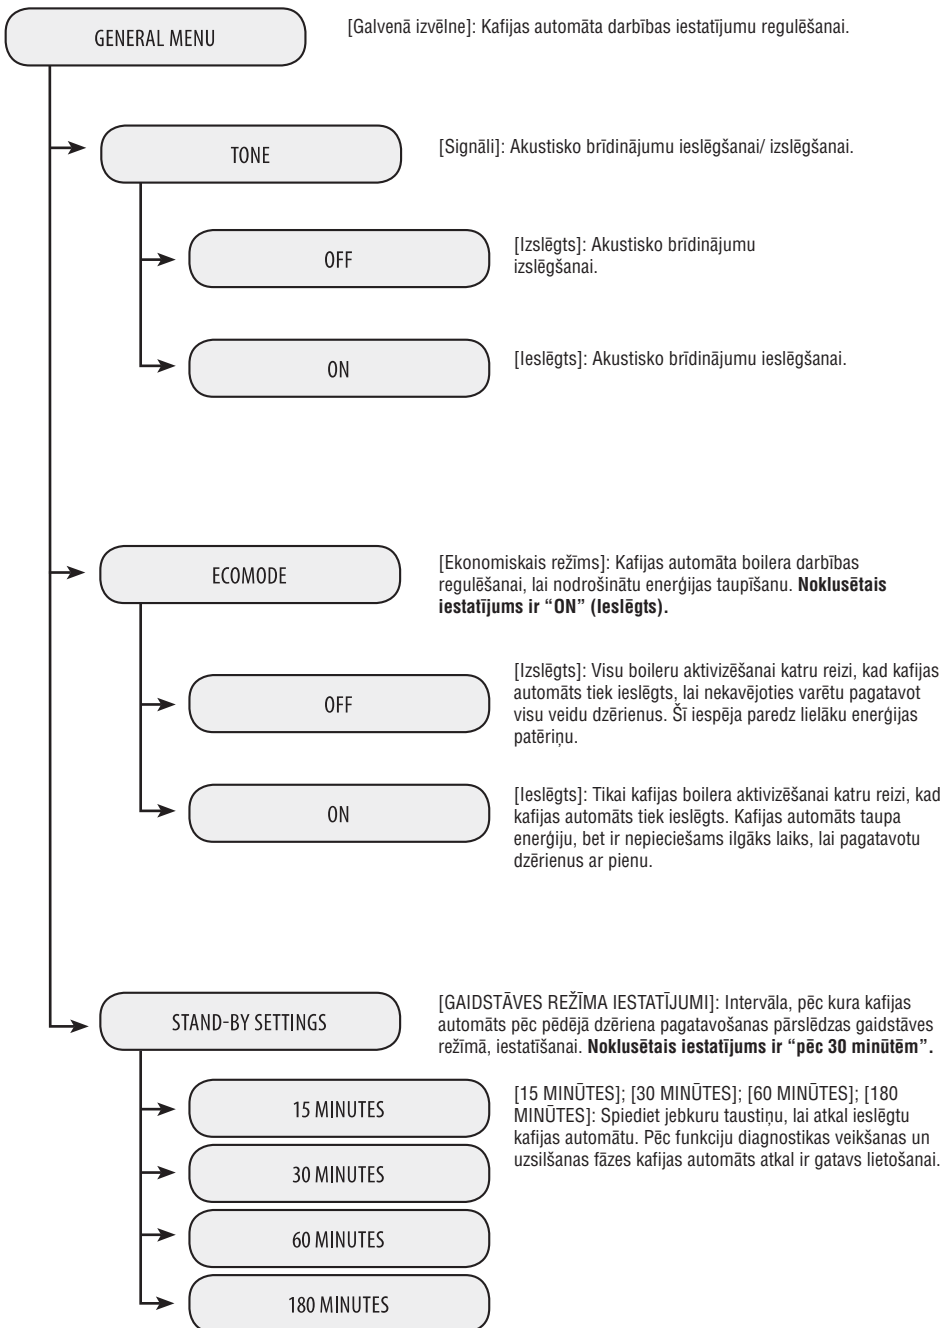 GENERAL MENU
[Galvenā izvēlne]: Kafijas automāta darbības iestatījumu regulēšanai.
TONE
[Signāli]: Akustisko brīdinājumu ieslēgšanai/ izslēgšanai.
OFF
[Izslēgts]: Akustisko brīdinājumu
izslēgšanai.
ON
[Ieslēgts]: Akustisko brīdinājumu ieslēgšanai.
ECOMODE
[Ekonomiskais režīms]: Kafijas automāta boilera darbības
regulēšanai, lai nodrošinātu enerģijas taupīšanu. Noklusētais
iestatījums ir “ON” (Ieslēgts).
OFF
[Izslēgts]: Visu boileru aktivizēšanai katru reizi, kad kafijas
automāts tiek ieslēgts, lai nekavējoties varētu pagatavot
visu veidu dzērienus. Šī iespēja paredz lielāku enerģijas
patēriņu.
ON
[Ieslēgts]: Tikai kafijas boilera aktivizēšanai katru reizi, kad
kafijas automāts tiek ieslēgts. Kafijas automāts taupa
enerģiju, bet ir nepieciešams ilgāks laiks, lai pagatavotu
dzērienus ar pienu.
STAND-BY SETTINGS
[GAIDSTĀVES REŽĪMA IESTATĪJUMI]: Intervāla, pēc kura kafijas
automāts pēc pēdējā dzēriena pagatavošanas pārslēdzas gaidstāves
režīmā, iestatīšanai. Noklusētais iestatījums ir “pēc 30 minūtēm”.
15 MINUTES
30 MINUTES
60 MINUTES
180 MINUTES
[15 MINŪTES]; [30 MINŪTES]; [60 MINŪTES]; [180
MINŪTES]: Spiediet jebkuru taustiņu, lai atkal ieslēgtu
kafijas automātu. Pēc funkciju diagnostikas veikšanas un
uzsilšanas fāzes kafijas automāts atkal ir gatavs lietošanai.